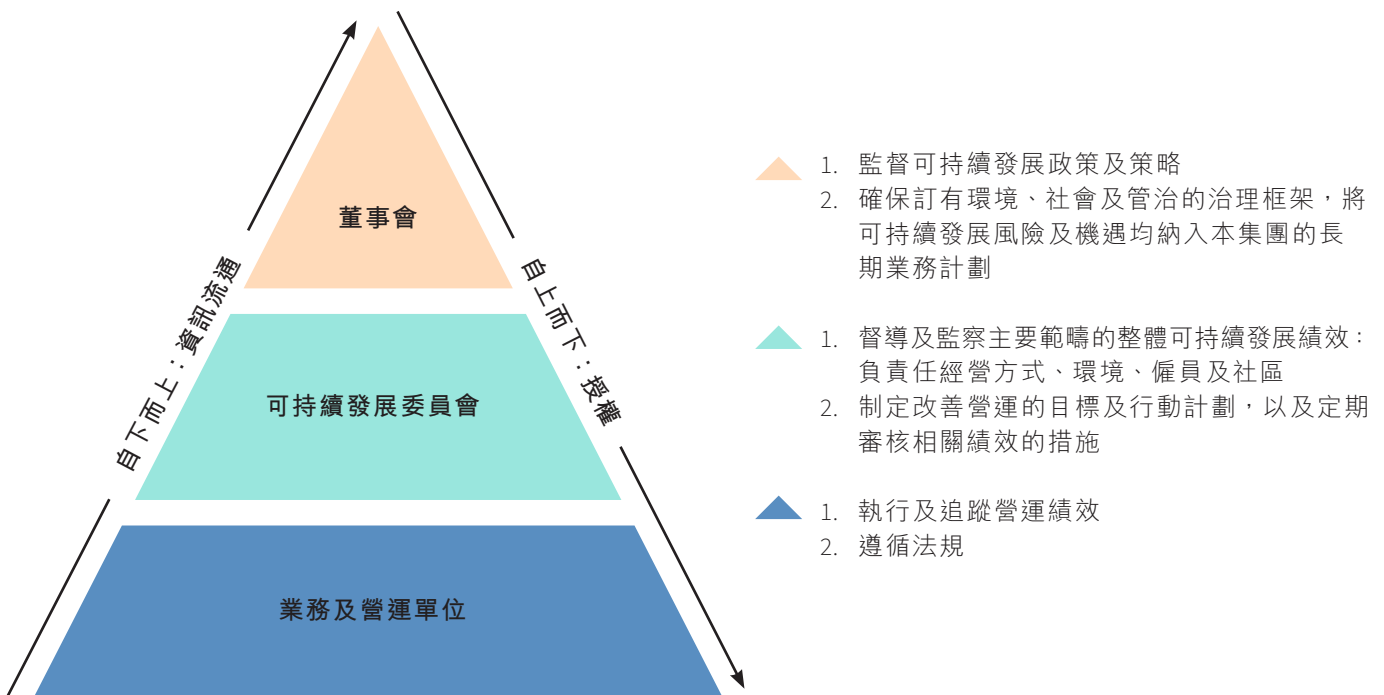 董事會
可持續發展委員會
業務及營運單位
自下而上：資訊流通
自上而下：授權
1. 監督可持續發展政策及策略
2. 確保訂有環境、社會及管治的治理框架，將
可持續發展風險及機遇均納入本集團的長
期業務計劃
1. 督導及監察主要範疇的整體可持續發展績效：
負責任經營方式、環境、僱員及社區
2. 制定改善營運的目標及行動計劃，以及定期
審核相關績效的措施
1. 執行及追蹤營運績效
2. 遵循法規